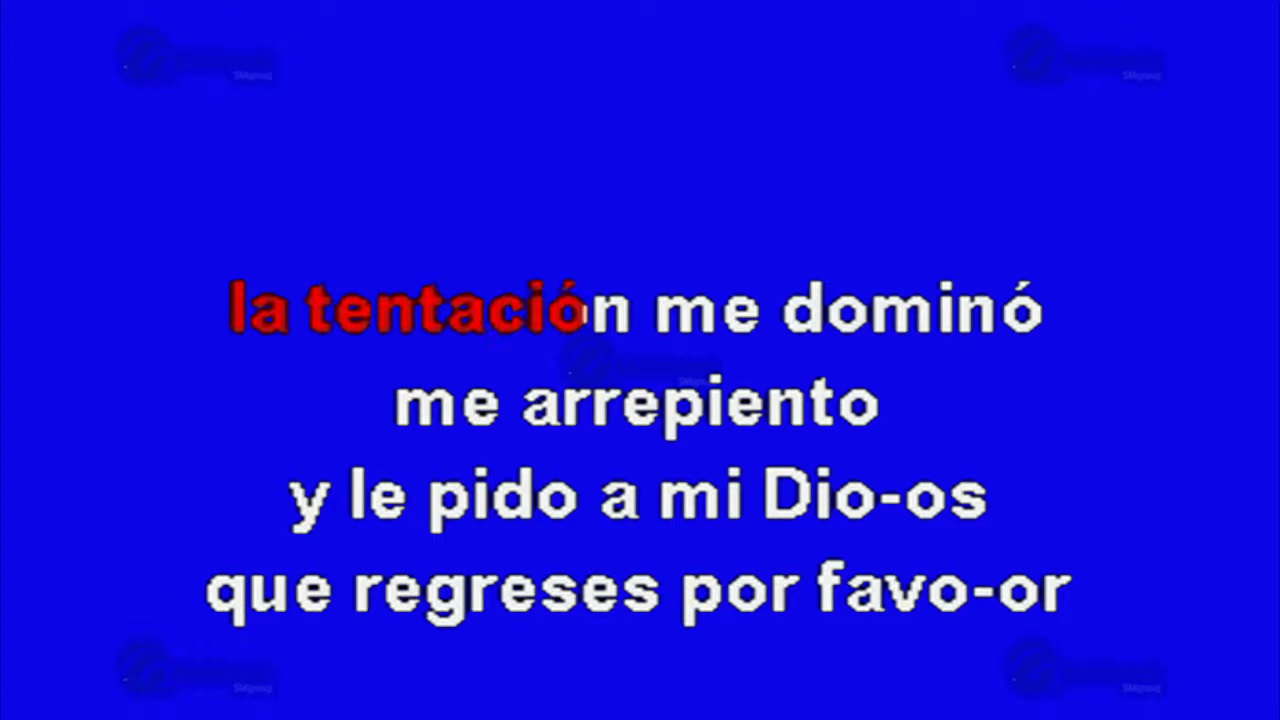 la tentación me dominó
me arrepiento
y le pido a mi Dio-os
que regreses por favo-or